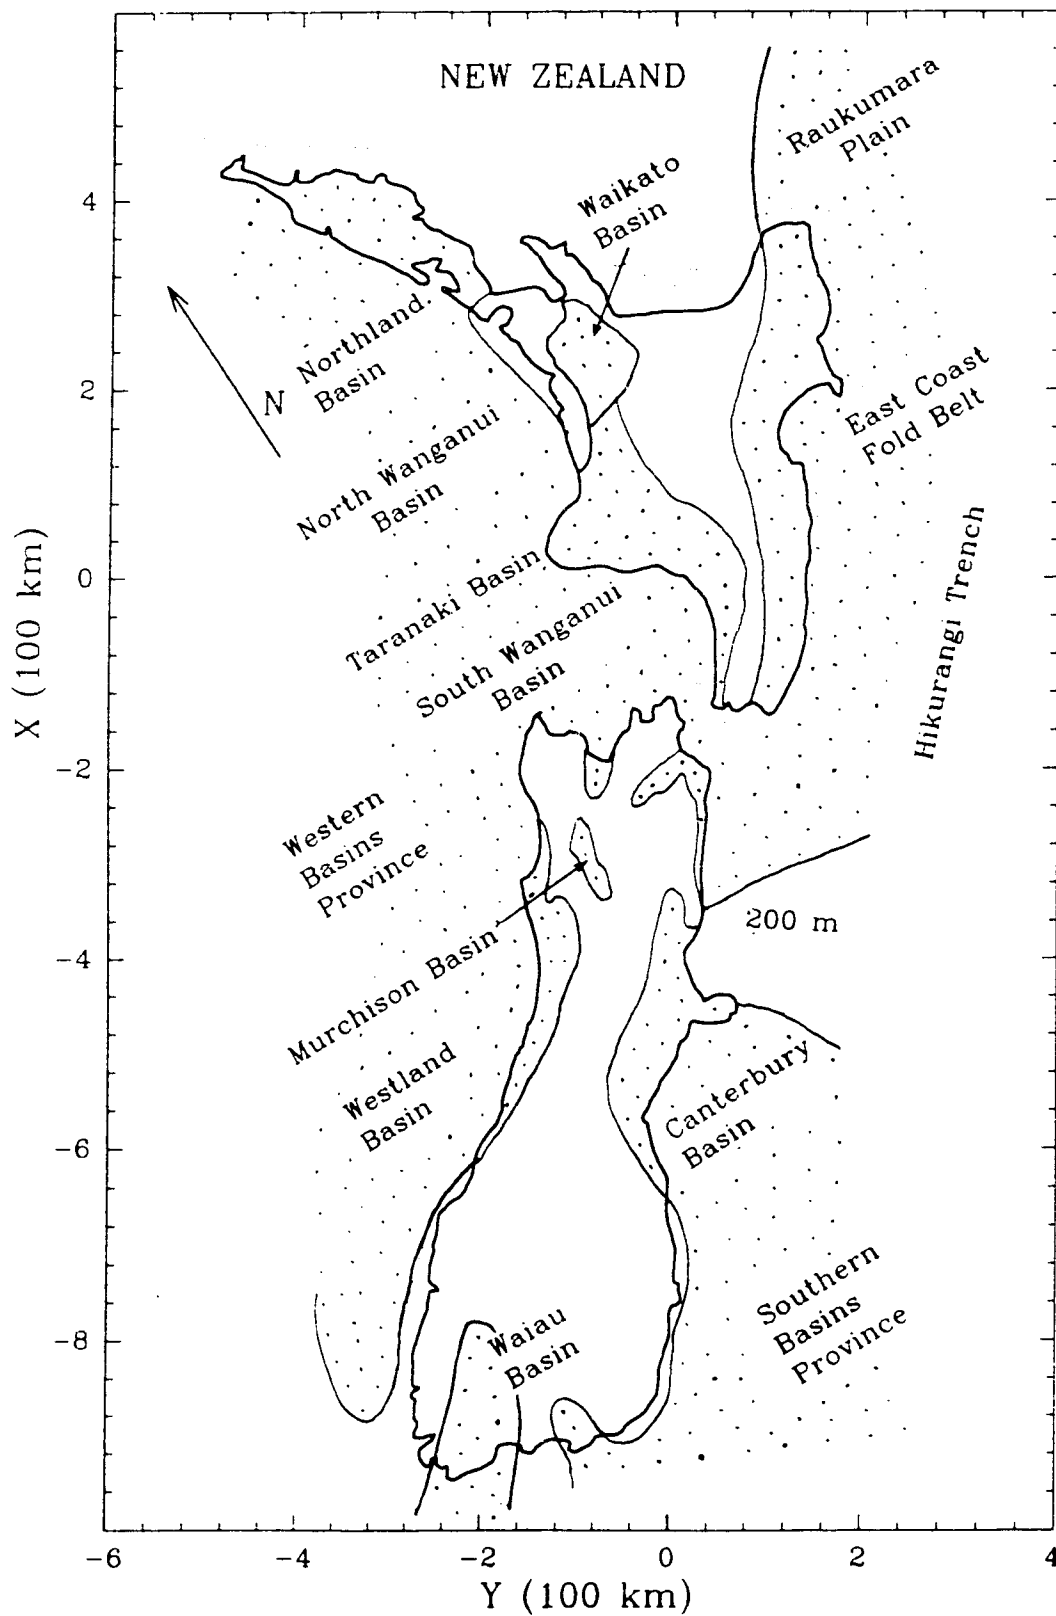 NEW ZEALAND
Raukumara
Plain
Waikato
Basin
4
N
Northland
Basin
2
East Coast
Fold Belt
North Wanganui
Basin
X (100 km)
0
Taranaki Basin
South Wanganui
Basin
Hikurangi Trench
-2
Western
Basins
Province
200 m
-4
Murchison Basin
Westland
Basin
Canterbury
Basin
-6
Southern
Basins
Province
-8
Waiau
Basin
-6
-4
-2
0
2
4
Y (100 km)